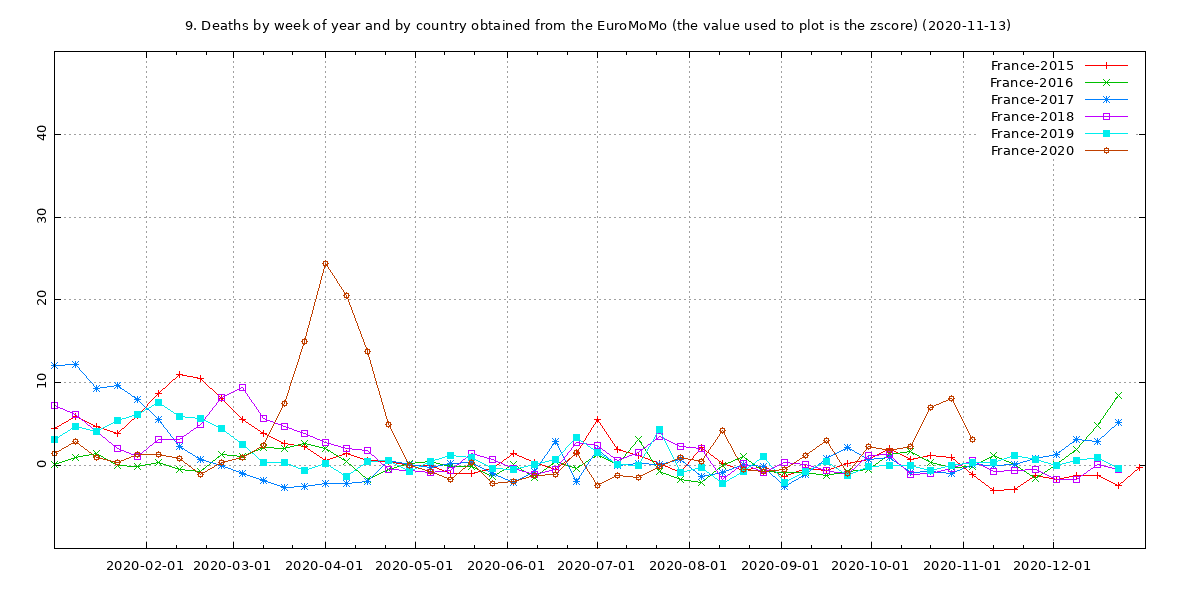 9. Deaths by week of year and by country obtained from the EuroMoMo (the value used to plot is the zscore) (2020-11-13)
France-2015
France-2016
France-2017
France-2018
France-2019
France-2020
40
30
20
10
0
2020-02-01 2020-03-01 2020-04-01 2020-05-01 2020-06-01 2020-07-01 2020-08-01 2020-09-01 2020-10-01 2020-11-01 2020-12-01